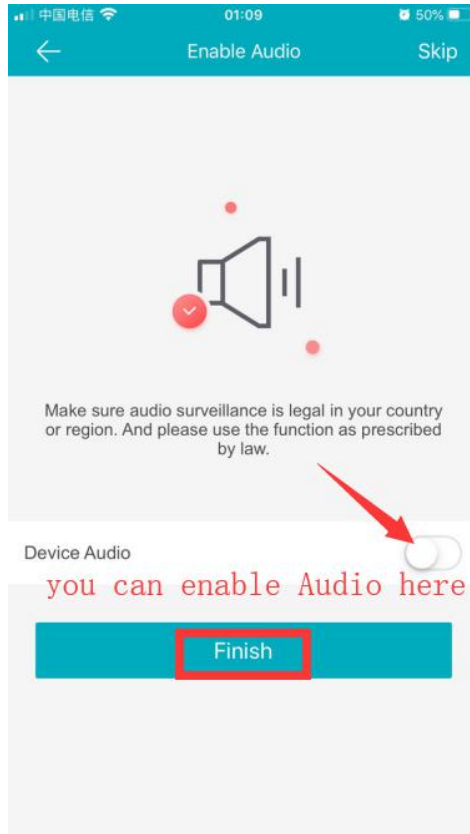 中国电信 01:09 50%
Enable Audio Skip
Make sure audio surveillance is legal in your country
or region. And please use the function as prescribed
by law.
Device Audio
you can enable Audio here
Finish